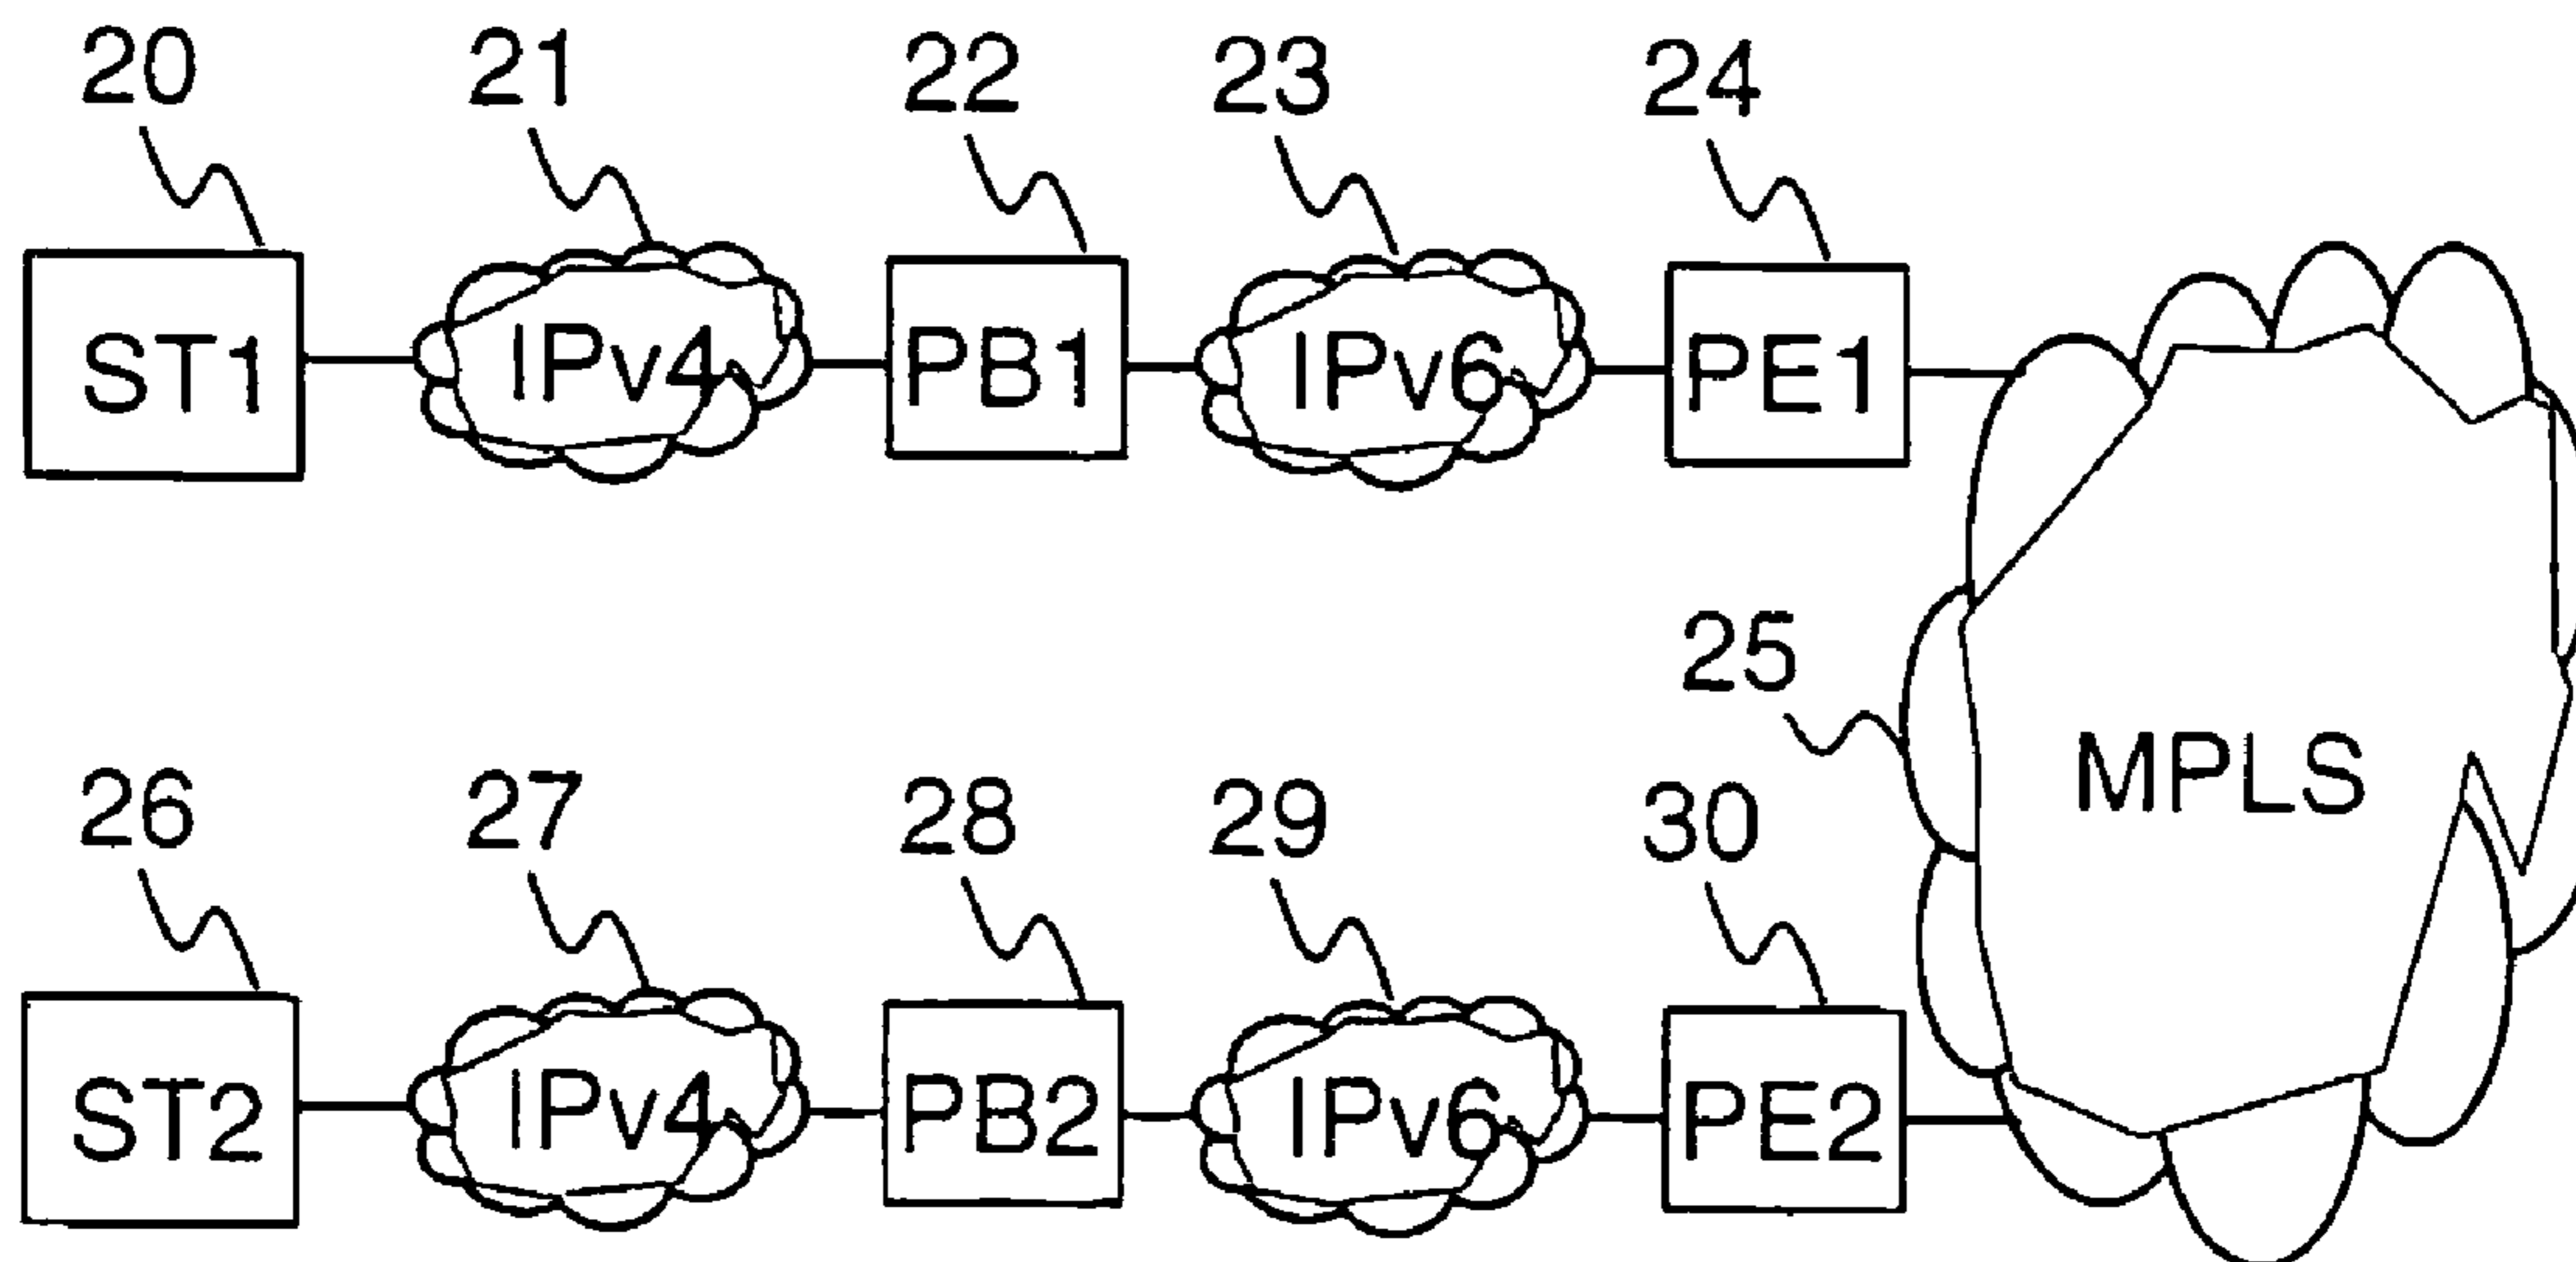 20 21 22 23 24
ST1 IPv4 PB1 IPv6 PE1
25
MPLS
26 27 28 29 30
ST2 IPv4 PB2 IPv6 PE2